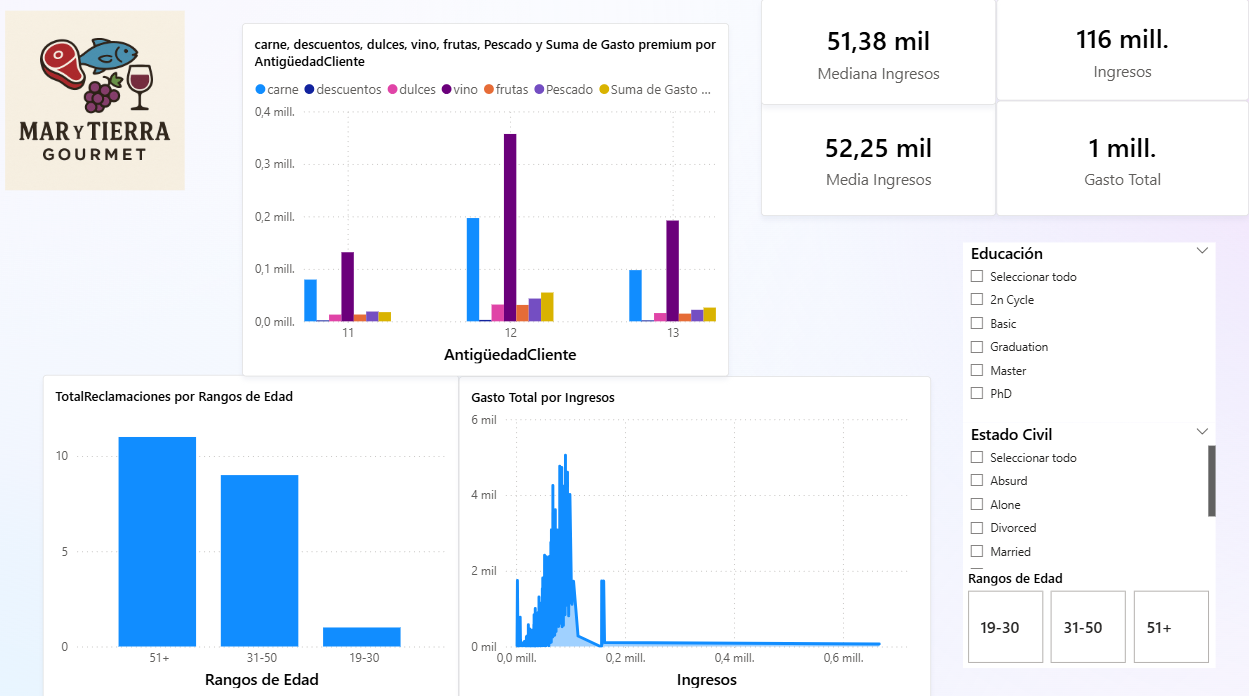 MAR Y TIERRA
GOURMET
carne, descuentos, dulces, vino, frutas, Pescado y Suma de Gasto premium por
AntigüedadCliente
carne descuentos dulces vino frutas Pescado Suma de Gasto ...
0,4 mill.
0,3 mill.
0,2 mill.
0,1 mill.
0,0 mill.
11 12 13
AntigüedadCliente
51,38 mil
Mediana Ingresos
116 mill.
Ingresos
52,25 mil
Media Ingresos
1 mill.
Gasto Total
TotalReclamaciones por Rangos de Edad
10
5
0
51+ 31-50 19-30
Rangos de Edad
Gasto Total por Ingresos
6 mil
4 mil
2 mil
0 mil
0,0 mill. 0,2 mill. 0,4 mill. 0,6 mill.
Ingresos
Educación
Seleccionar todo
2n Cycle
Basic
Graduation
Master
PhD
Estado Civil
Seleccionar todo
Absurd
Alone
Divorced
Married
Rangos de Edad
19-30 31-50 51+